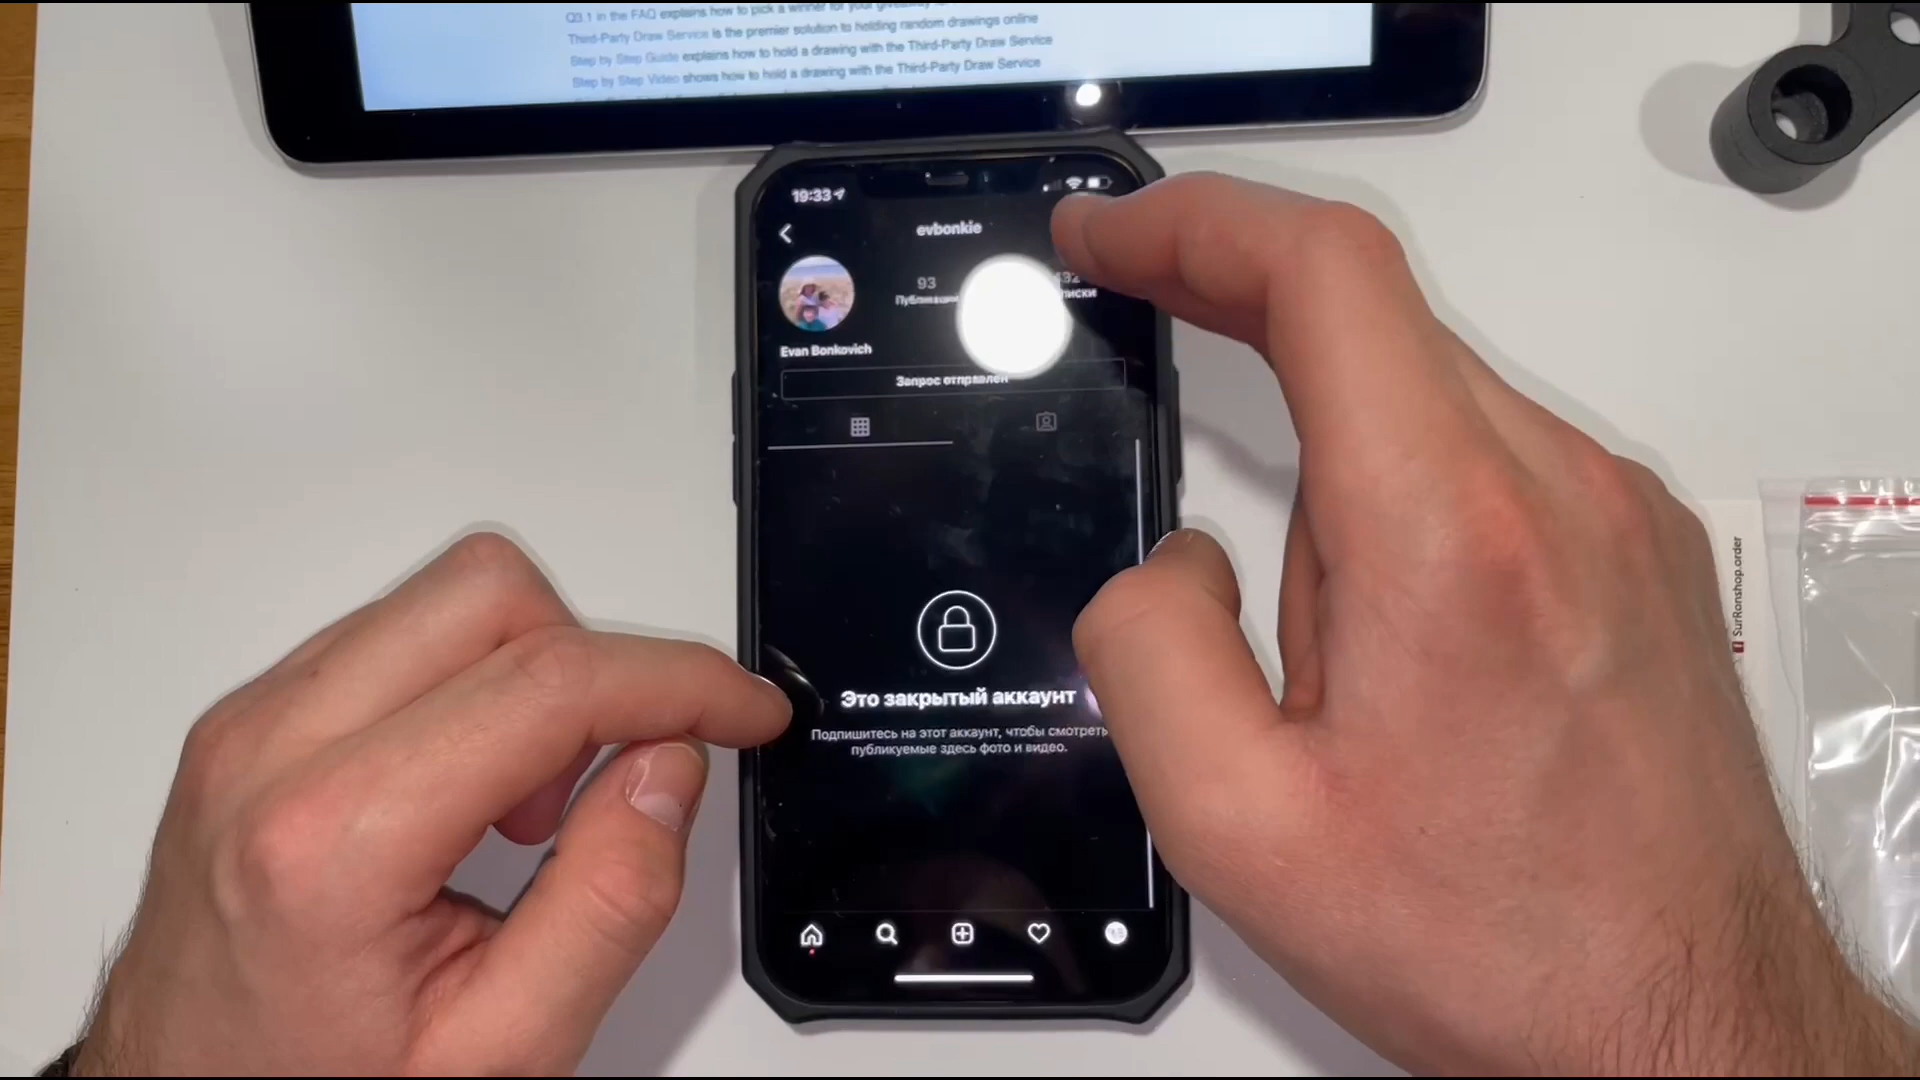 Q3.1 in the FAQ explains how to pick a winner for your giveaway
Third-Party Draw Service is the premier solution to holding random drawings online
Step by Step Guide explains how to hold a drawing with the Third-Party Draw Service
Step by Step Video shows how to hold a drawing with the Third-Party Draw Service
19:33
evbonkie
93
Публикации
432
писки
Evan Bonkovich
Запрос отправлен
Это закрытый аккаунт
Подпишитесь на этот аккаунт, чтобы смотреть
публикуемые здесь фото и видео.
SurRonshop.order